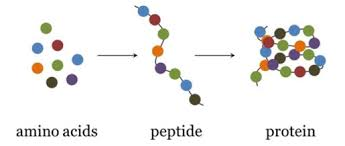 amino acids peptide protein